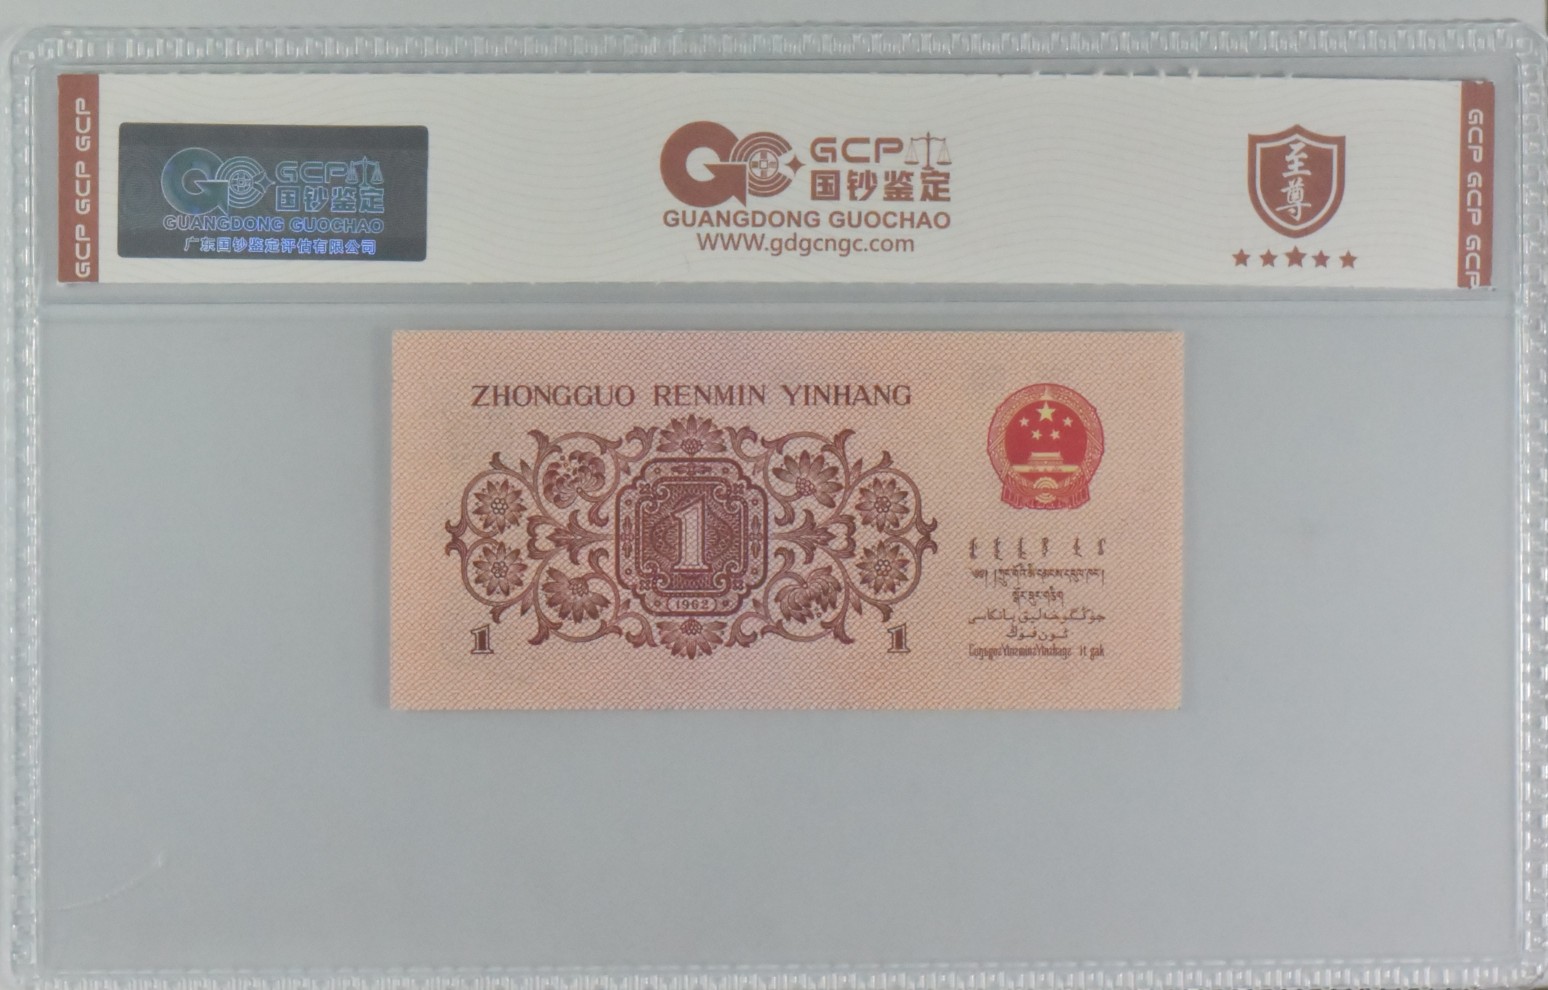 GCP GCP GCP
GCP
国钞鉴定
GUANGDONG GUOCHAO
广东国钞鉴定评估有限公司
GCP
国钞鉴定
GUANGDONG GUOCHAO
WWW.gdgcngc.com
至尊
GCP GCP GCP
ZHONGGUO RENMIN YINHANG
1
(1962)
1
1